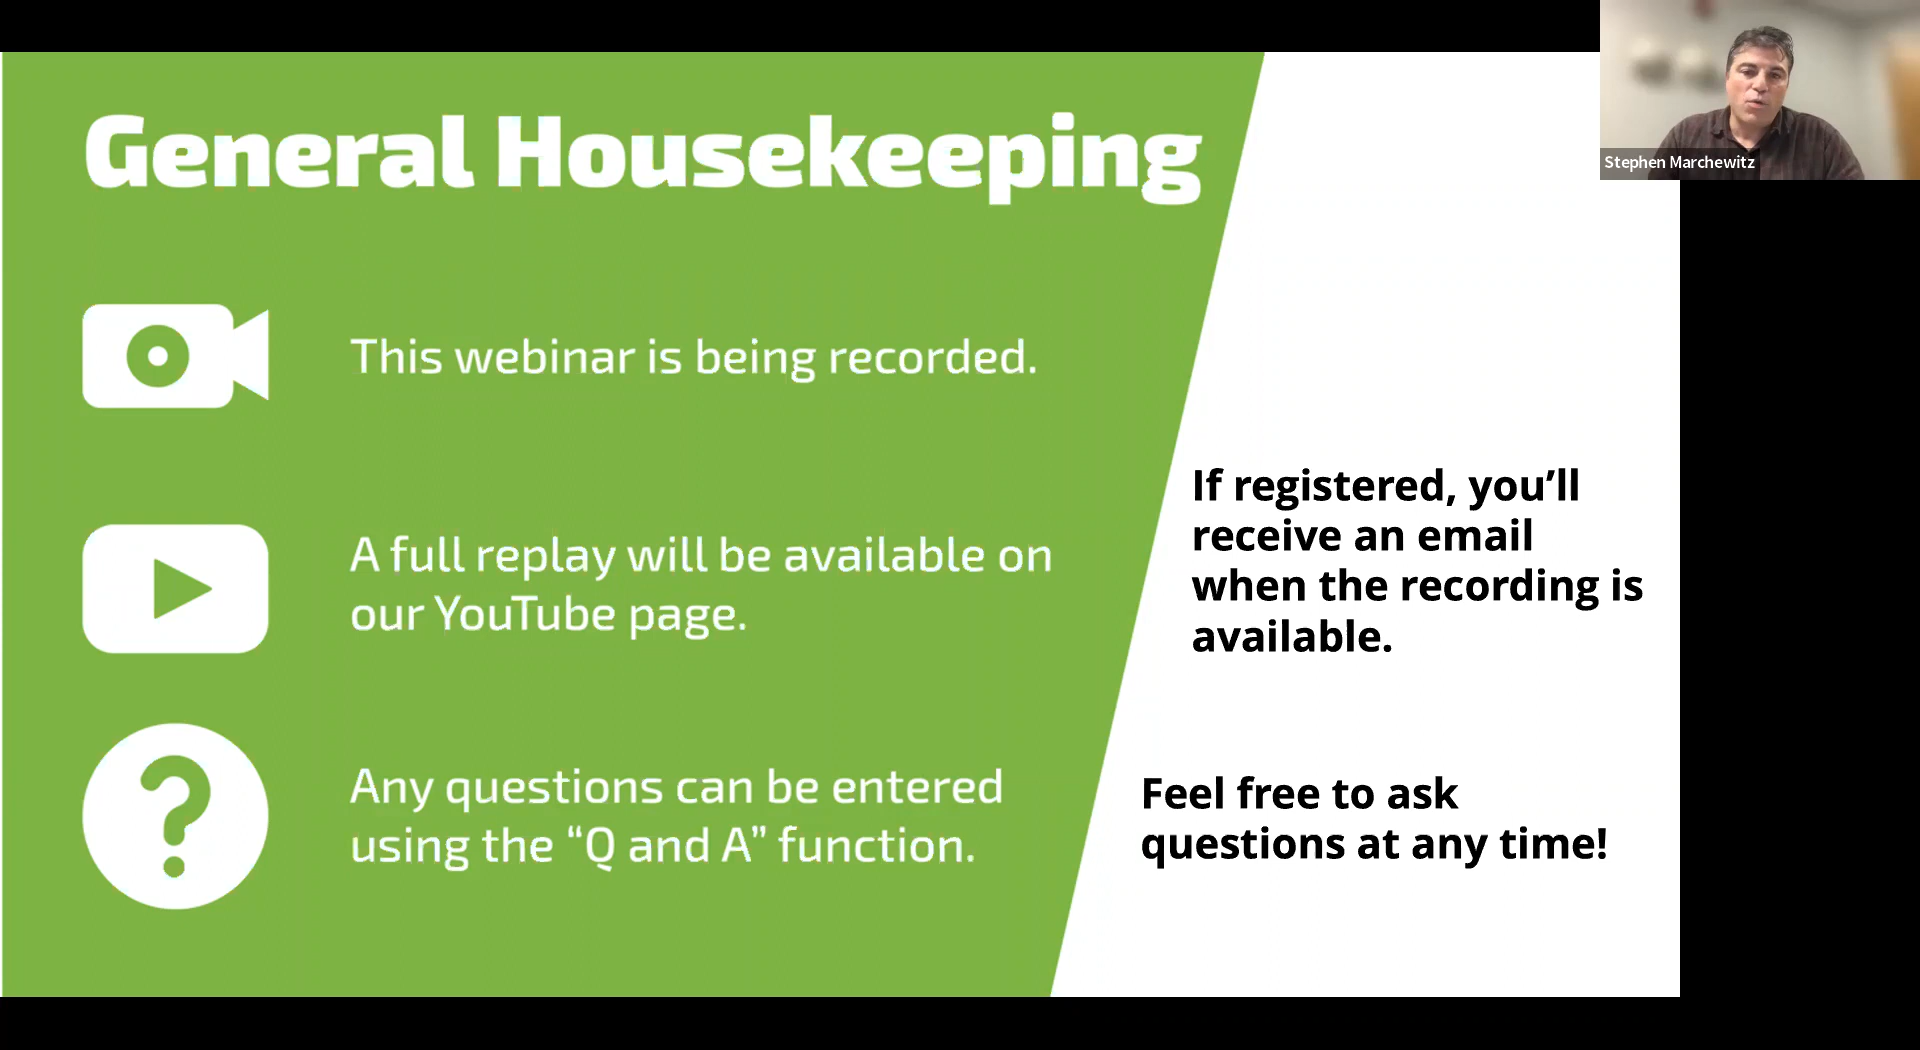 General Housekeeping
Stephen Marchewitz
This webinar is being recorded.
A full replay will be available on
our YouTube page.
If registered, you’ll
receive an email
when the recording is
available.
Any questions can be entered
using the “Q and A” function.
Feel free to ask
questions at any time!